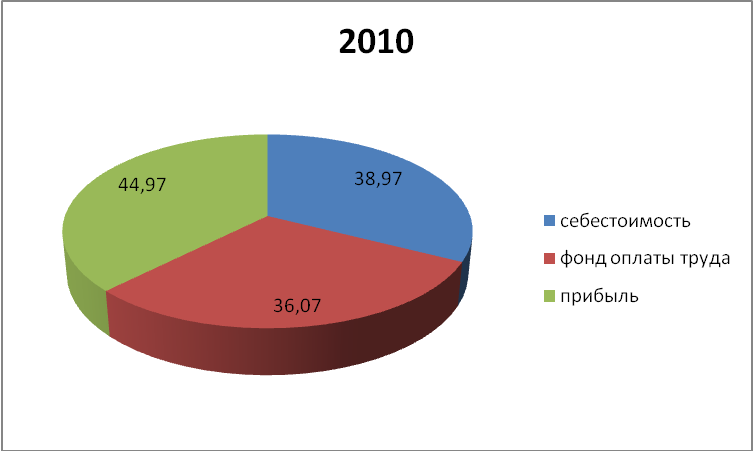 2010
44,97
38,97
36,07
себестоимость
фонд оплаты труда
прибыль